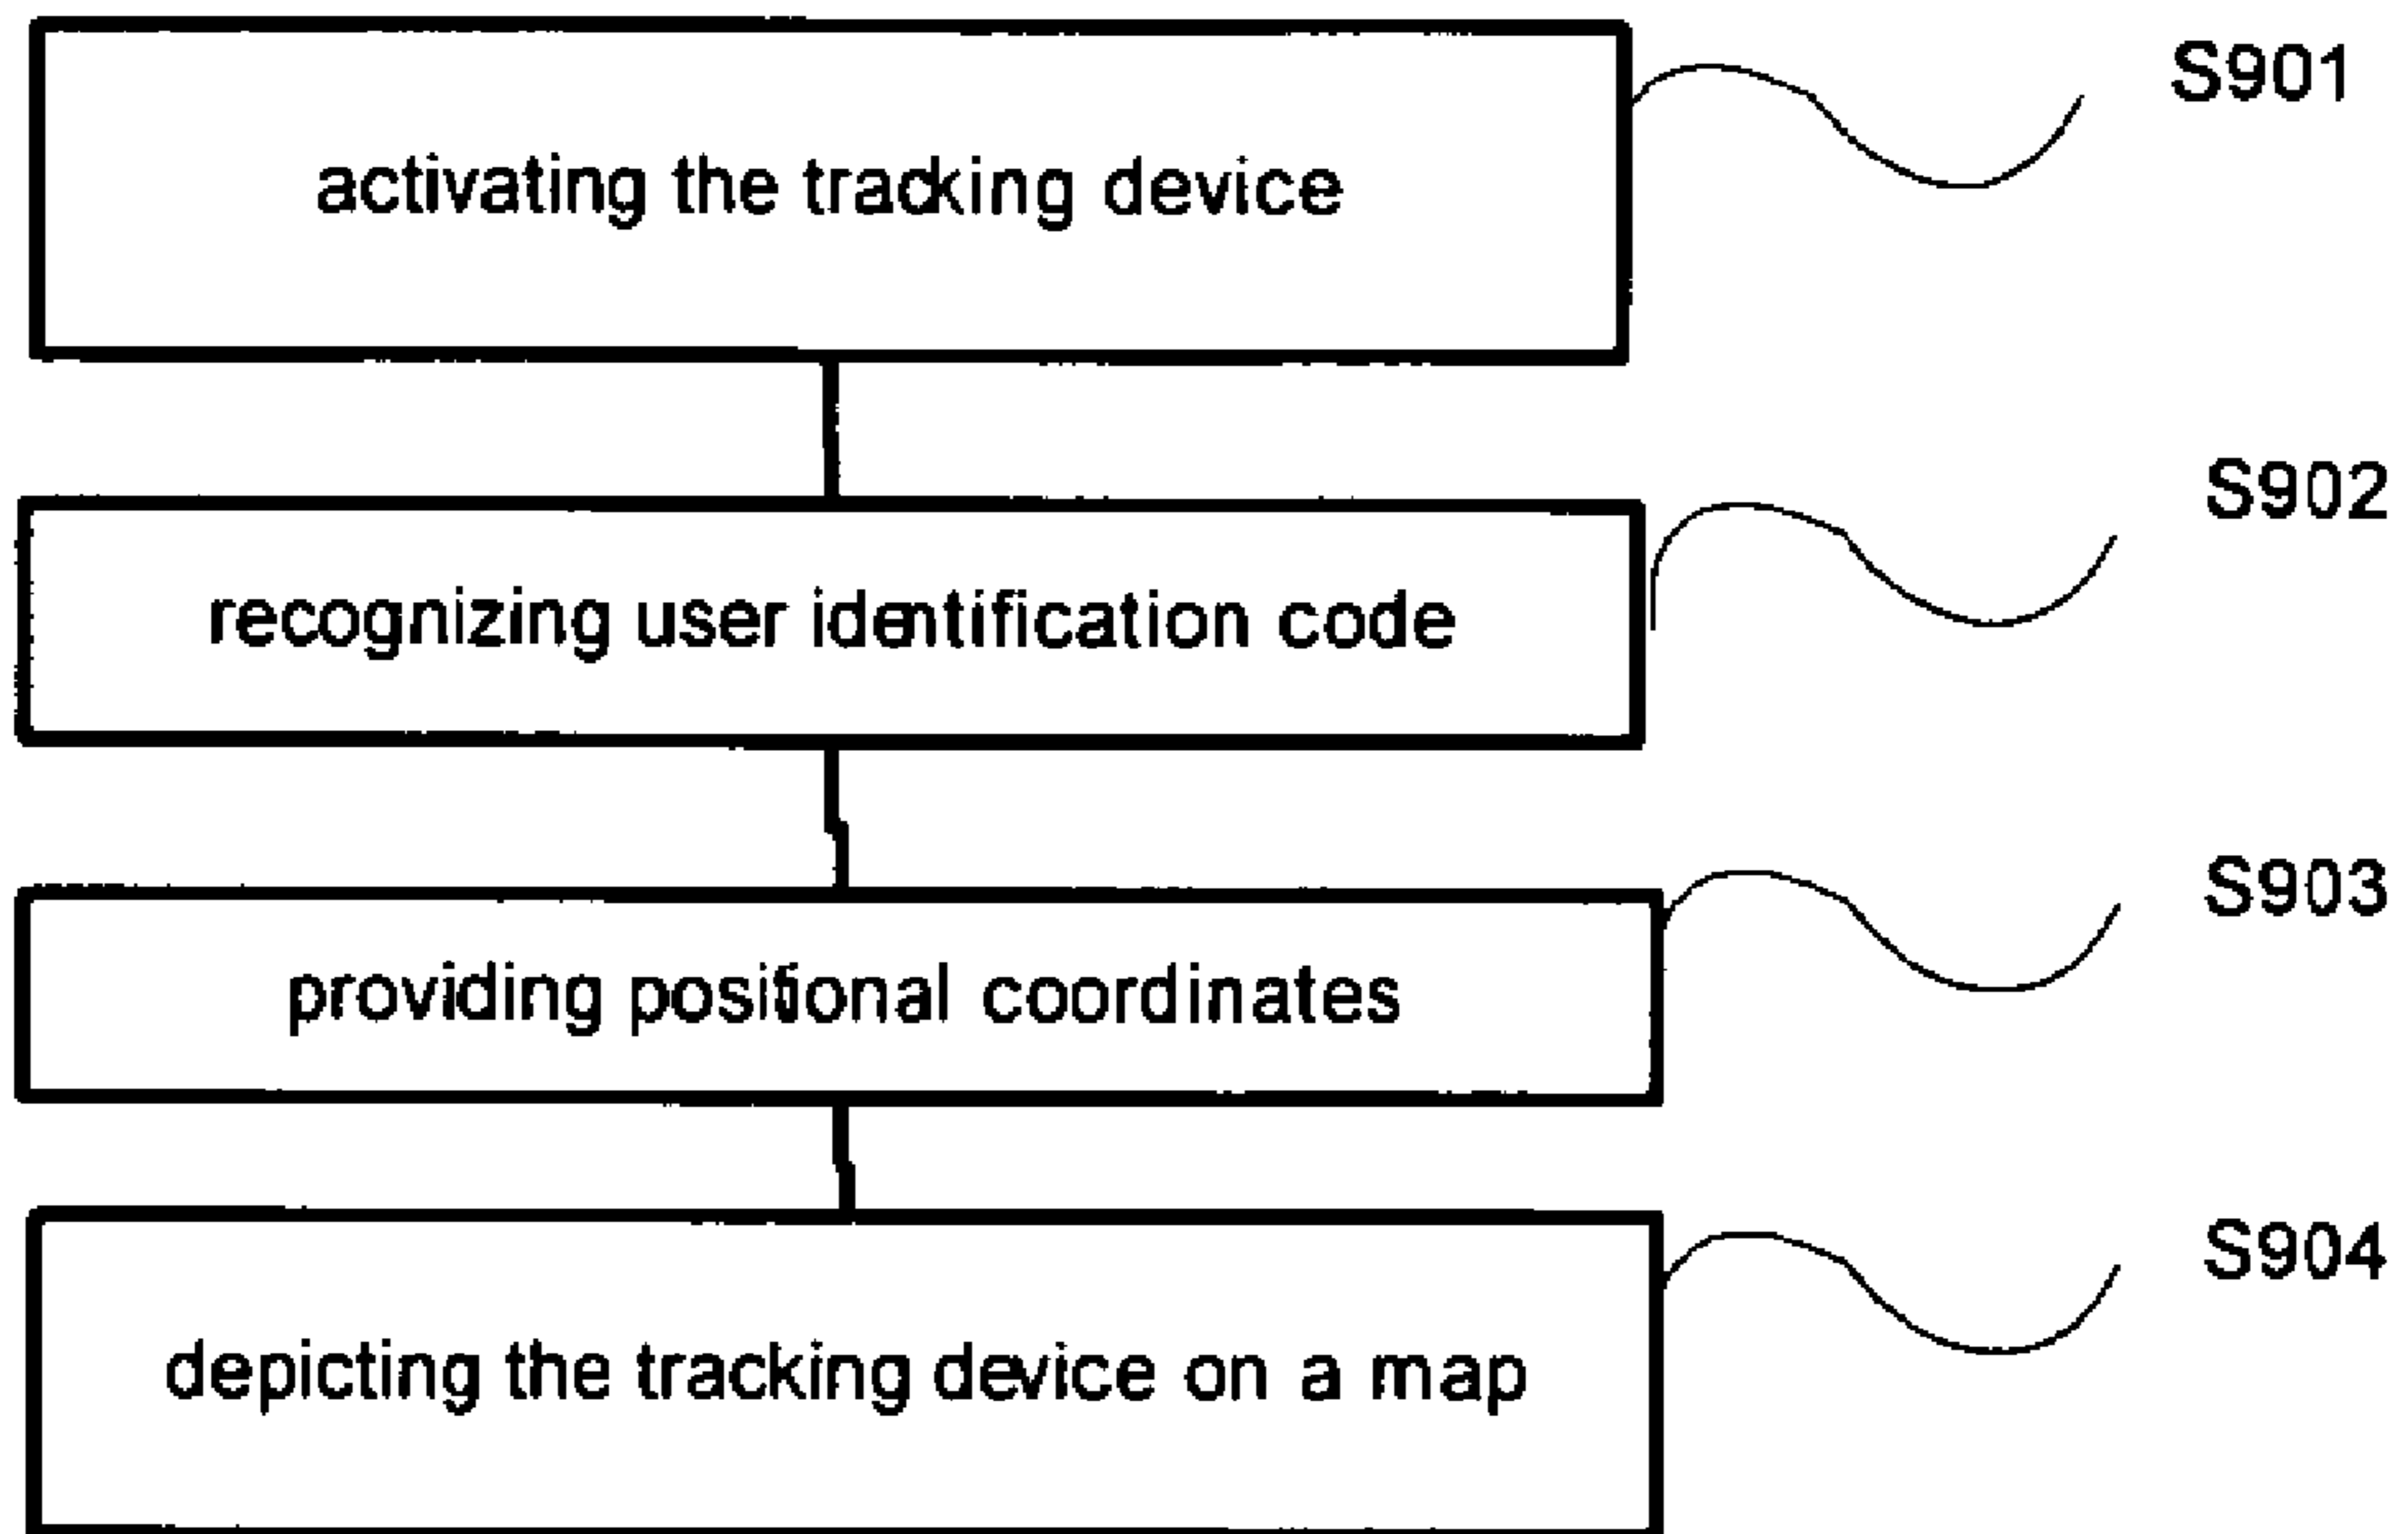 activating the tracking device
S901
recognizing user identification code
S902
providing positional coordinates
S903
depicting the tracking device on a map
S904